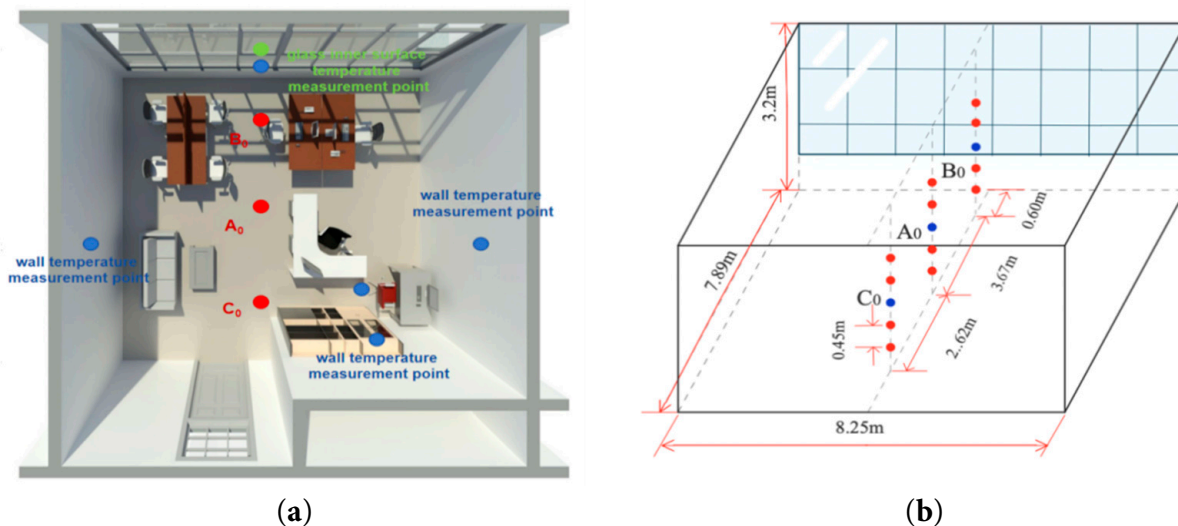 glass inner surface
temperature
measurement point
B₀
wall temperature
measurement point
A₀
wall temperature
measurement point
C₀
wall temperature
measurement point
(a)
3.2m
B₀
0.60m
A₀
7.89m
3.67m
C₀
0.45m
2..62m
8.25m
(b)